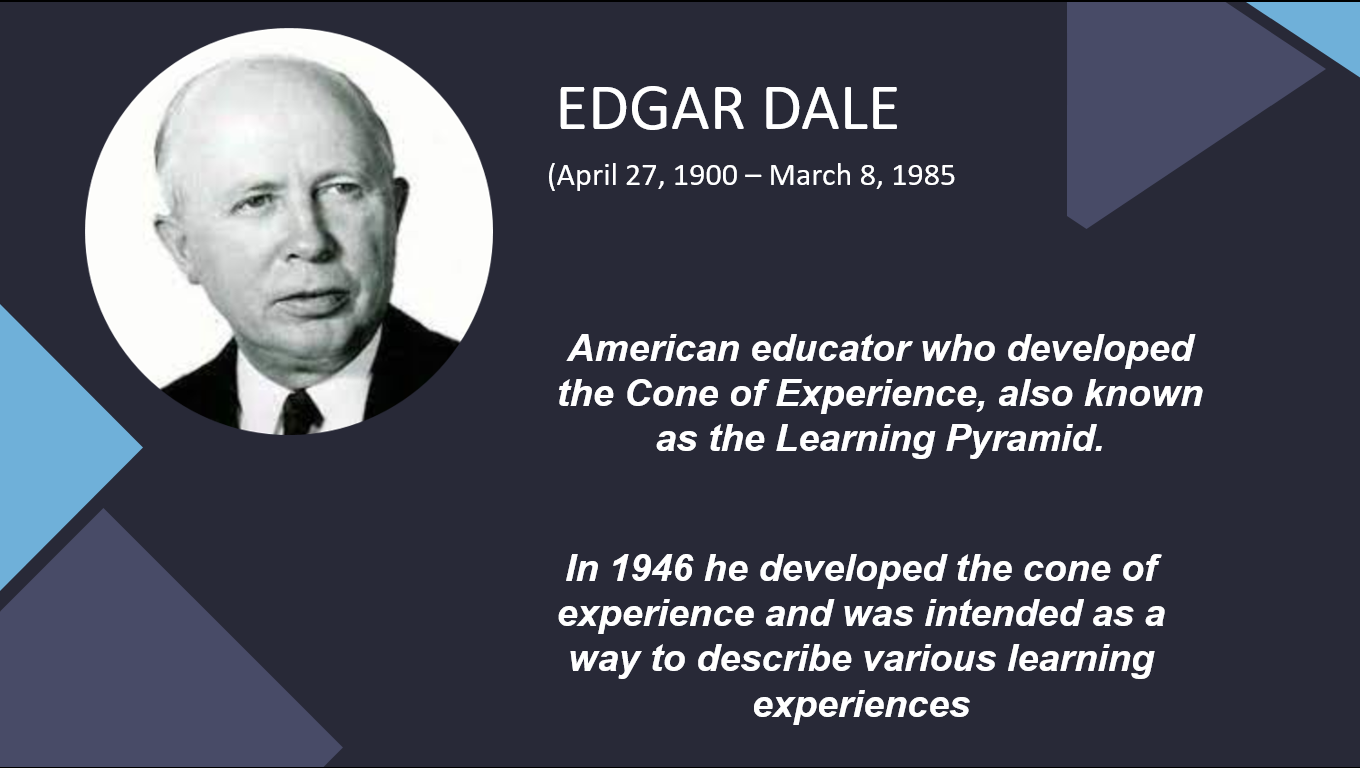 EDGAR DALE
(April 27, 1900 – March 8, 1985
American educator who developed
the Cone of Experience, also known
as the Learning Pyramid.
In 1946 he developed the cone of
experience and was intended as a
way to describe various learning
experiences